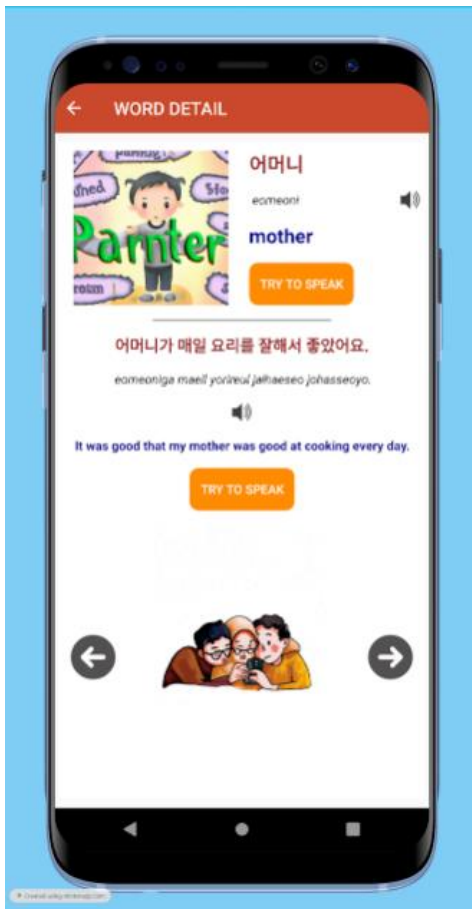 WORD DETAIL
Parnter
어머니
eomeoni
mother
TRY TO SPEAK
어머니가 매일 요리를 잘해서 좋았어요.
eomeoniga maeil yorireul jalhaeseo johasseoyo.
It was good that my mother was good at cooking every day.
TRY TO SPEAK